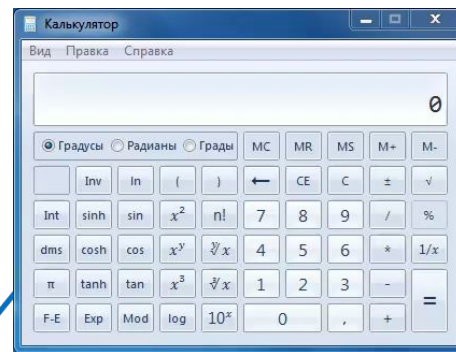 Калькулятор
Вид Правка Справка
0
Градусы Радианы Грады MC MR MS M+ M-
Inv ln ( ) ← CE C ± √
Int sinh sin x² n! 7 8 9 / %
dms cosh cos xʸ ʸ√x 4 5 6 * 1/x
π tanh tan x³ ³√x 1 2 3 - =
F-E Exp Mod log 10ˣ 0 , +